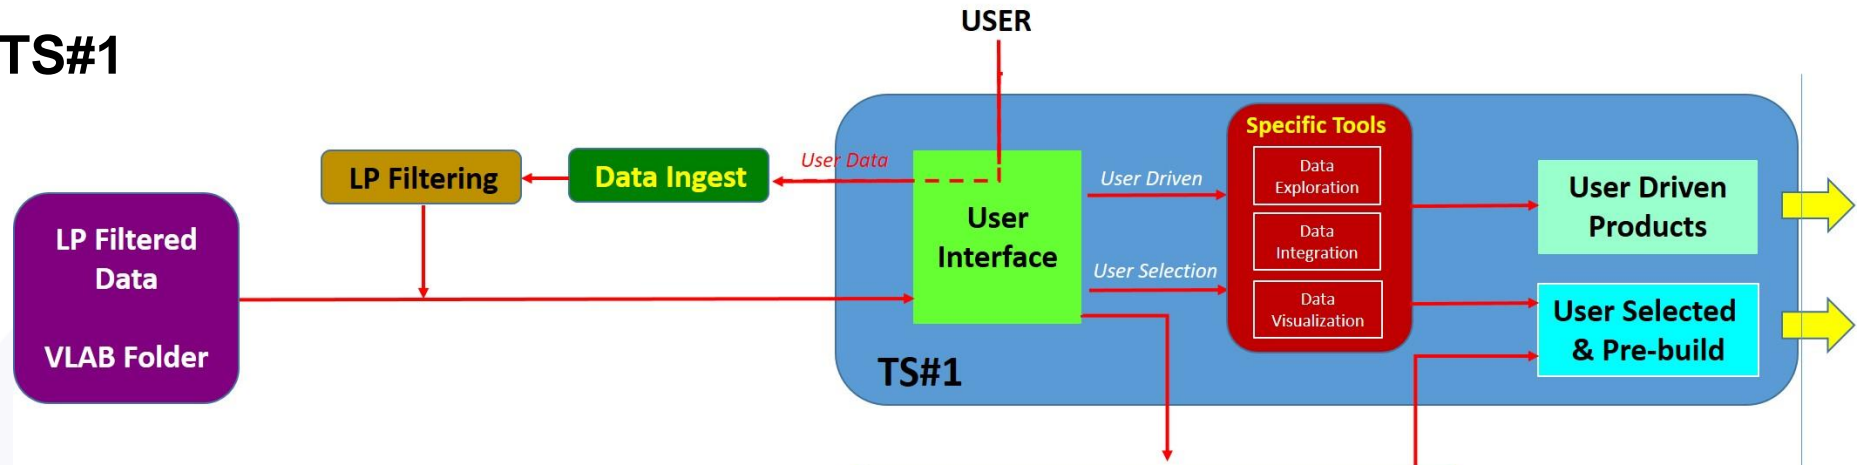 TS#1
USER
LP Filtered
Data
VLAB Folder
LP Filtering
Data Ingest
User Data
User
Interface
User Driven
User Selection
Specific Tools
Data
Exploration
Data
Integration
Data
Visualization
User Driven
Products
User Selected
& Pre-build
TS#1